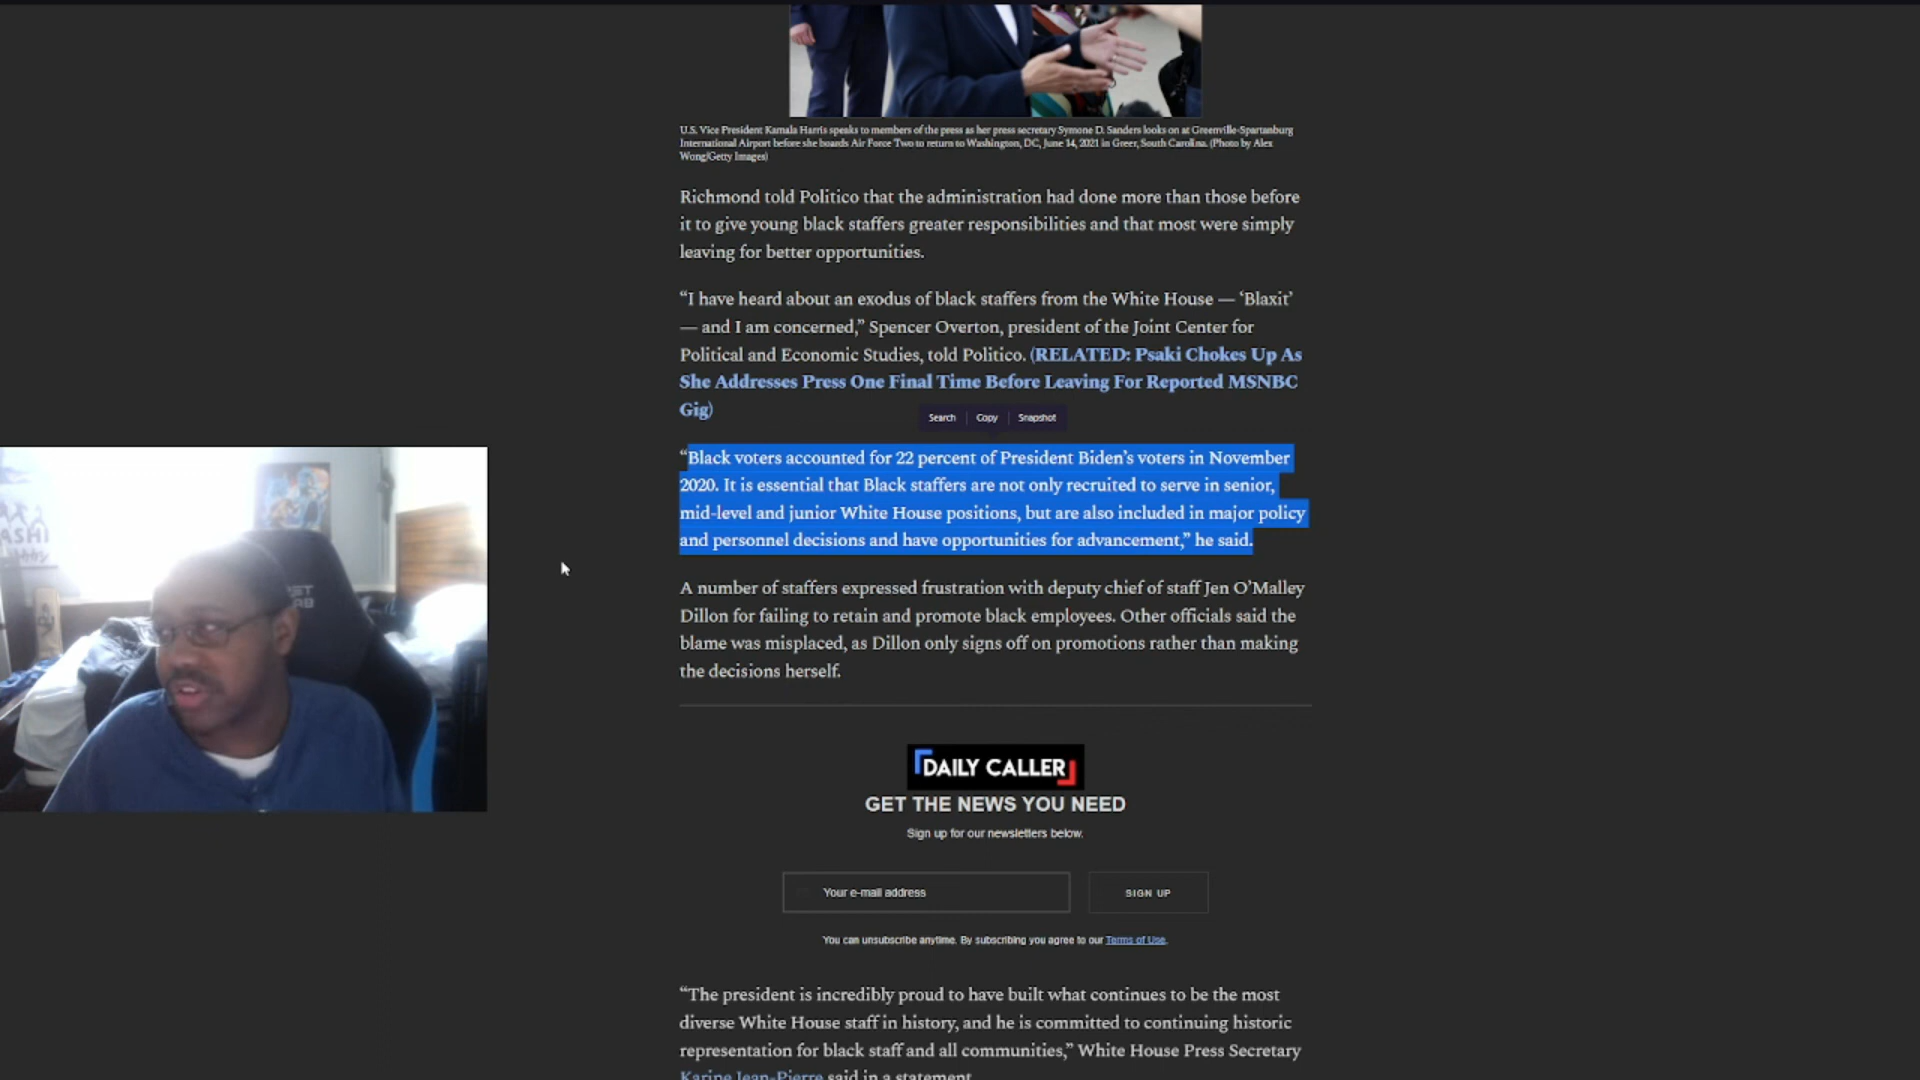 U.S. Vice President Kamala Harris speaks to members of the press as her press secretary Symone D. Sanders looks on at Greenville-Spartanburg
International Airport before she boards Air Force Two to return to Washington, DC, June 14, 2021 in Greer, South Carolina. (Photo by Alex
Wong/Getty Images)
Richmond told Politico that the administration had done more than those before
it to give young black staffers greater responsibilities and that most were simply
leaving for better opportunities.
“I have heard about an exodus of black staffers from the White House — ‘Blaxit’
— and I am concerned,” Spencer Overton, president of the Joint Center for
Political and Economic Studies, told Politico. (RELATED: Psaki Chokes Up As
She Addresses Press One Final Time Before Leaving For Reported MSNBC
Gig)
Search Copy Snapshot
“Black voters accounted for 22 percent of President Biden’s voters in November
2020. It is essential that Black staffers are not only recruited to serve in senior,
mid-level and junior White House positions, but are also included in major policy
and personnel decisions and have opportunities for advancement,” he said.
A number of staffers expressed frustration with deputy chief of staff Jen O’Malley
Dillon for failing to retain and promote black employees. Other officials said the
blame was misplaced, as Dillon only signs off on promotions rather than making
the decisions herself.
DAILY CALLER
GET THE NEWS YOU NEED
Sign up for our newsletters below.
Your e-mail address
SIGN UP
You can unsubscribe anytime. By subscribing you agree to our Terms of Use.
“The president is incredibly proud to have built what continues to be the most
diverse White House staff in history, and he is committed to continuing historic
representation for black staff and all communities,” White House Press Secretary
Karine Jean-Pierre said in a statement.